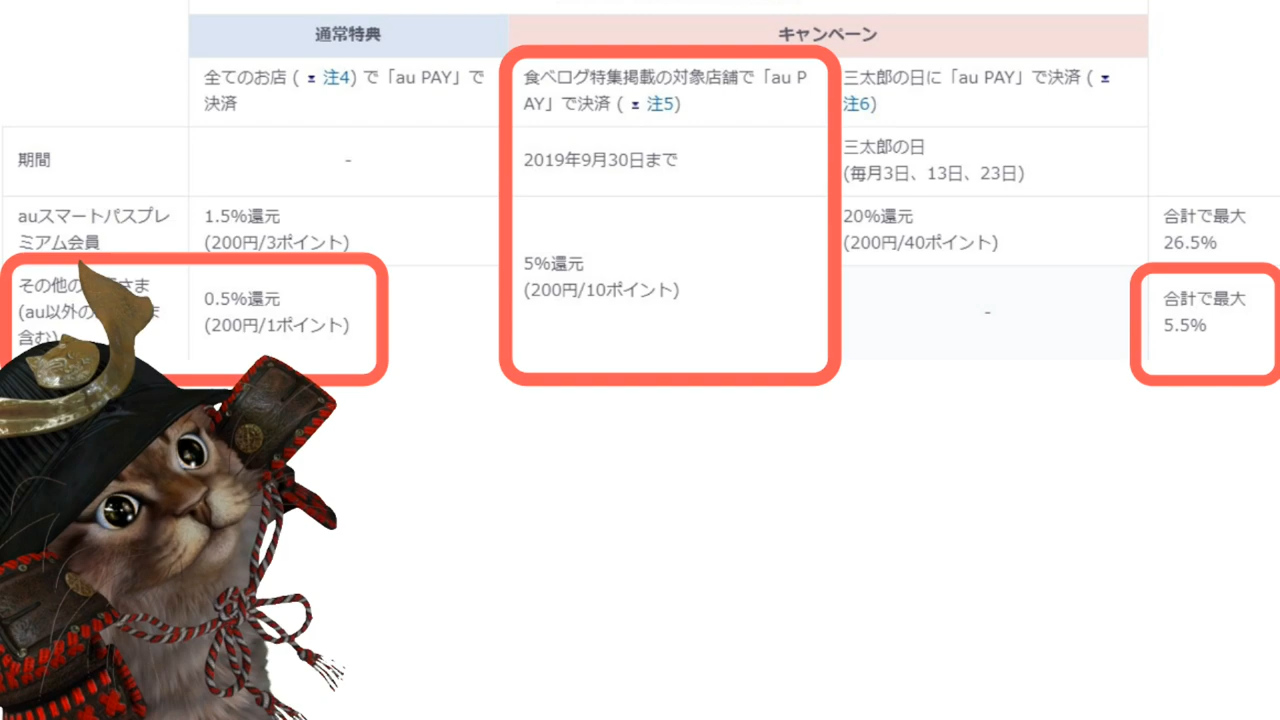 通常特典
キャンペーン
全てのお店 ( 注4) で「au PAY」で
決済
食べログ特集掲載の対象店舗で「au P
AY」で決済 ( 注5)
三太郎の日に「au PAY」で決済 (
注6)
期間
-
2019年9月30日まで
三太郎の日
(毎月3日、13日、23日)
auスマートパスプレ
ミアム会員
1.5%還元
(200円/3ポイント)
5%還元
(200円/10ポイント)
20%還元
(200円/40ポイント)
合計で最大
26.5%
その他の さま
(au以外の ま
含む)
0.5%還元
(200円/1ポイント)
-
合計で最大
5.5%